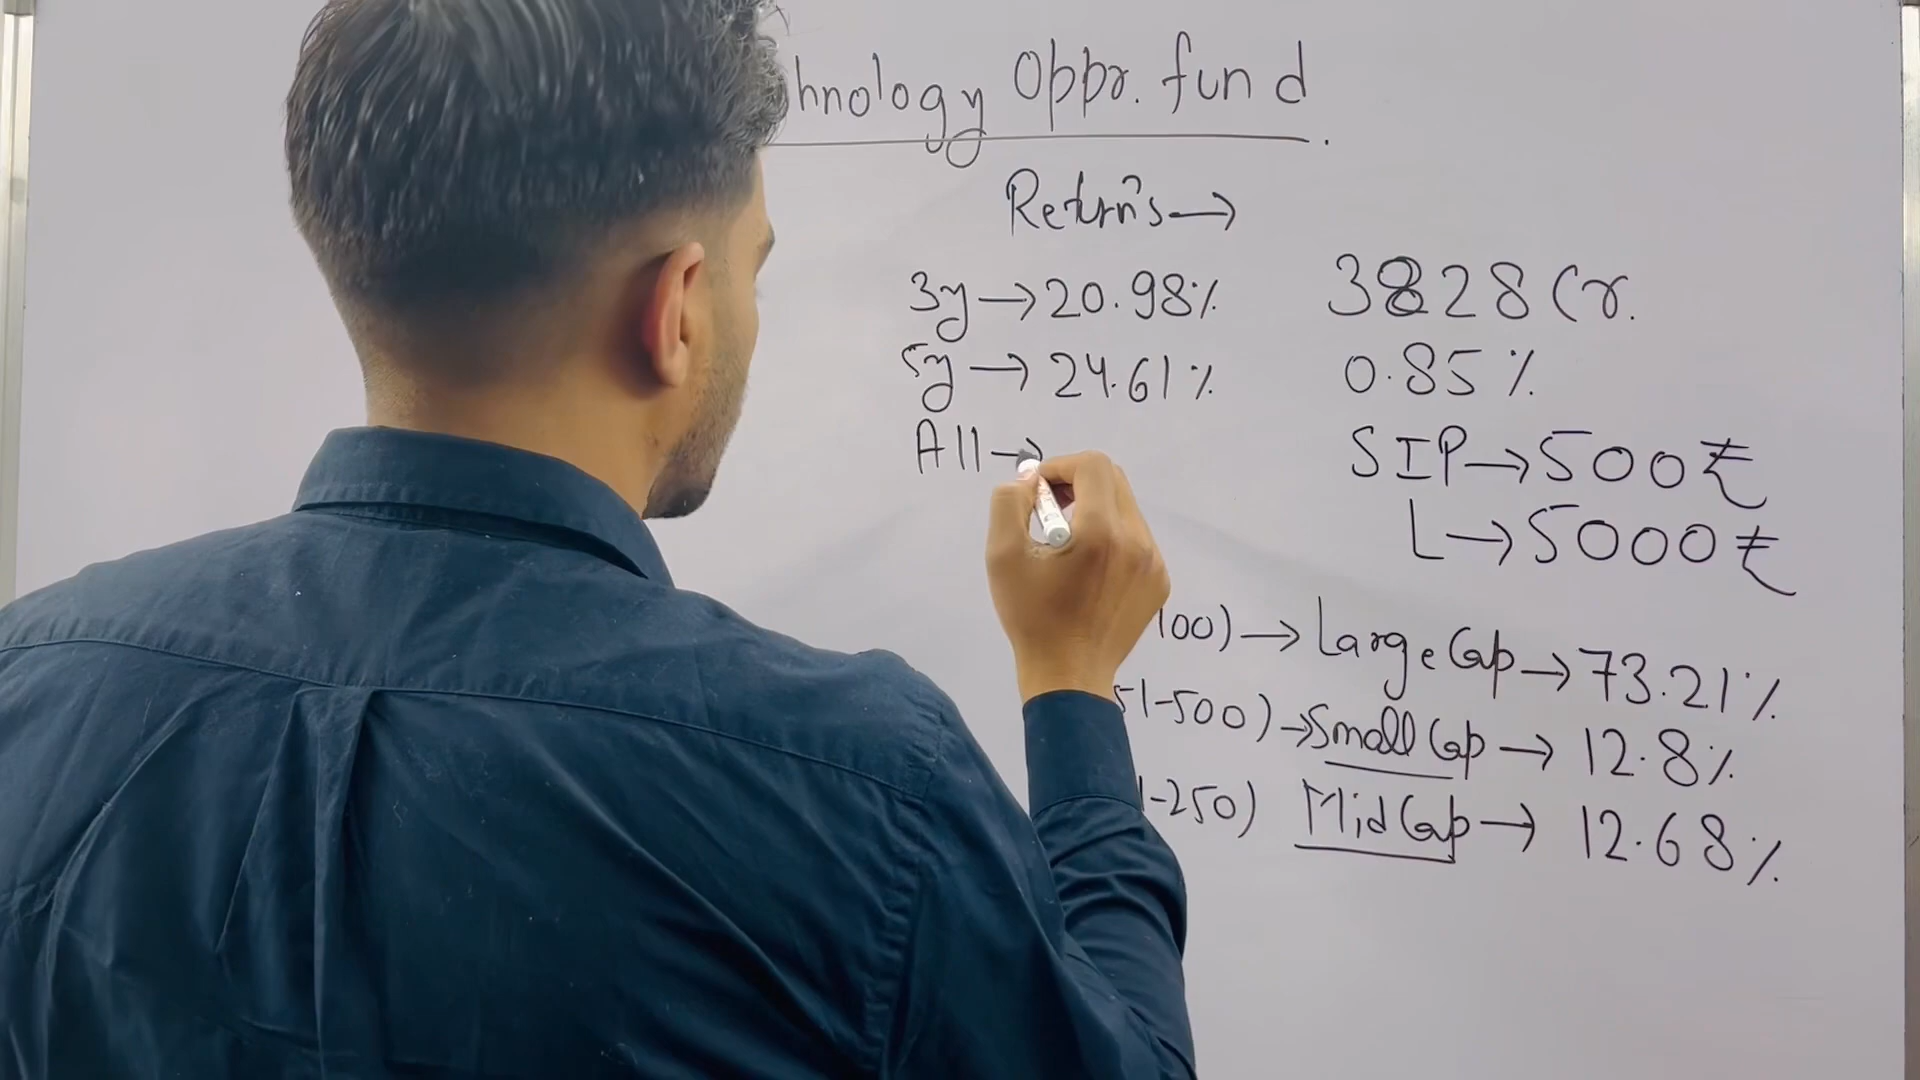 hnology Oppr. fund.
Returns→
3y→20.98%
5y→24.61%
All→
3828 Cr.
0.85%
SIP→500₹
L→5000₹
100)→Large Cap→73.21%
51-500)→Small Cap→12.8%
1-250) Mid Cap→12.68%